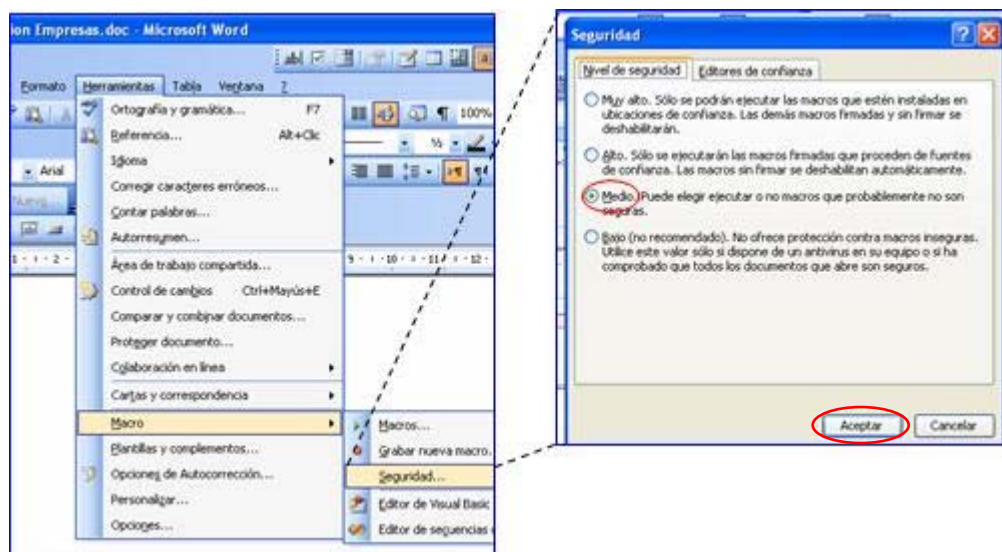 ion Empresas.doc - Microsoft Word
Formato Herramientas Tabla Ventana ?
100%
Arial
½
Ortografía y gramática... F7
Referencia... Alt+Clic
Idioma
Corregir caracteres erróneos...
Contar palabras...
Autorresumen...
Área de trabajo compartida...
Control de cambios Ctrl+Mayús+E
Comparar y combinar documentos...
Proteger documento...
Colaboración en línea
Cartas y correspondencia
Macro
Plantillas y complementos...
Opciones de Autocorrección...
Personalizar...
Opciones...
Macros...
Grabar nueva macro.
Seguridad...
Editor de Visual Basic
Editor de secuencias
Seguridad
Nivel de seguridad Editores de confianza
Muy alto. Sólo se podrán ejecutar las macros que estén instaladas en
ubicaciones de confianza. Las demás macros firmadas y sin firmar se
deshabilitarán.
Alto. Sólo se ejecutarán las macros firmadas que proceden de fuentes
de confianza. Las macros sin firmar se deshabilitan automáticamente.
Medio. Puede elegir ejecutar o no macros que probablemente no son
seguras.
Bajo (no recomendado). No ofrece protección contra macros inseguras.
Utilice este valor sólo si dispone de un antivirus en su equipo o si ha
comprobado que todos los documentos que abre son seguros.
Aceptar Cancelar